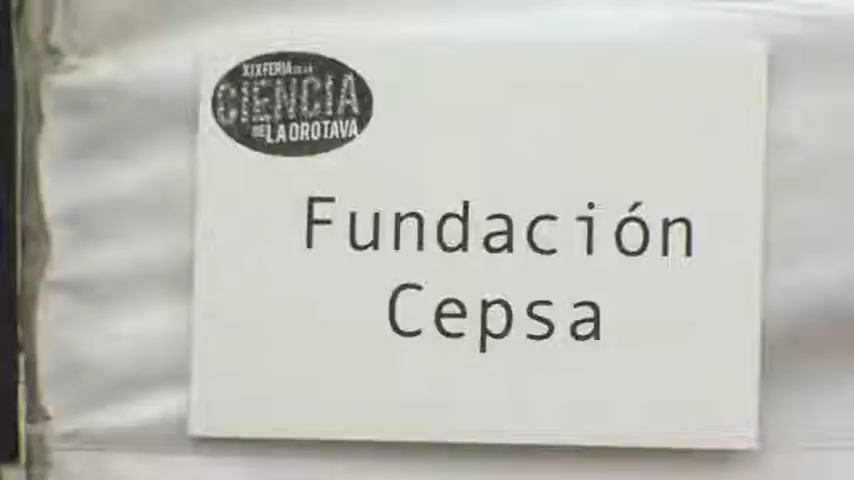 XIX FERIA DE LA
CIENCIA
DE LA OROTAVA
Fundación
Cepsa